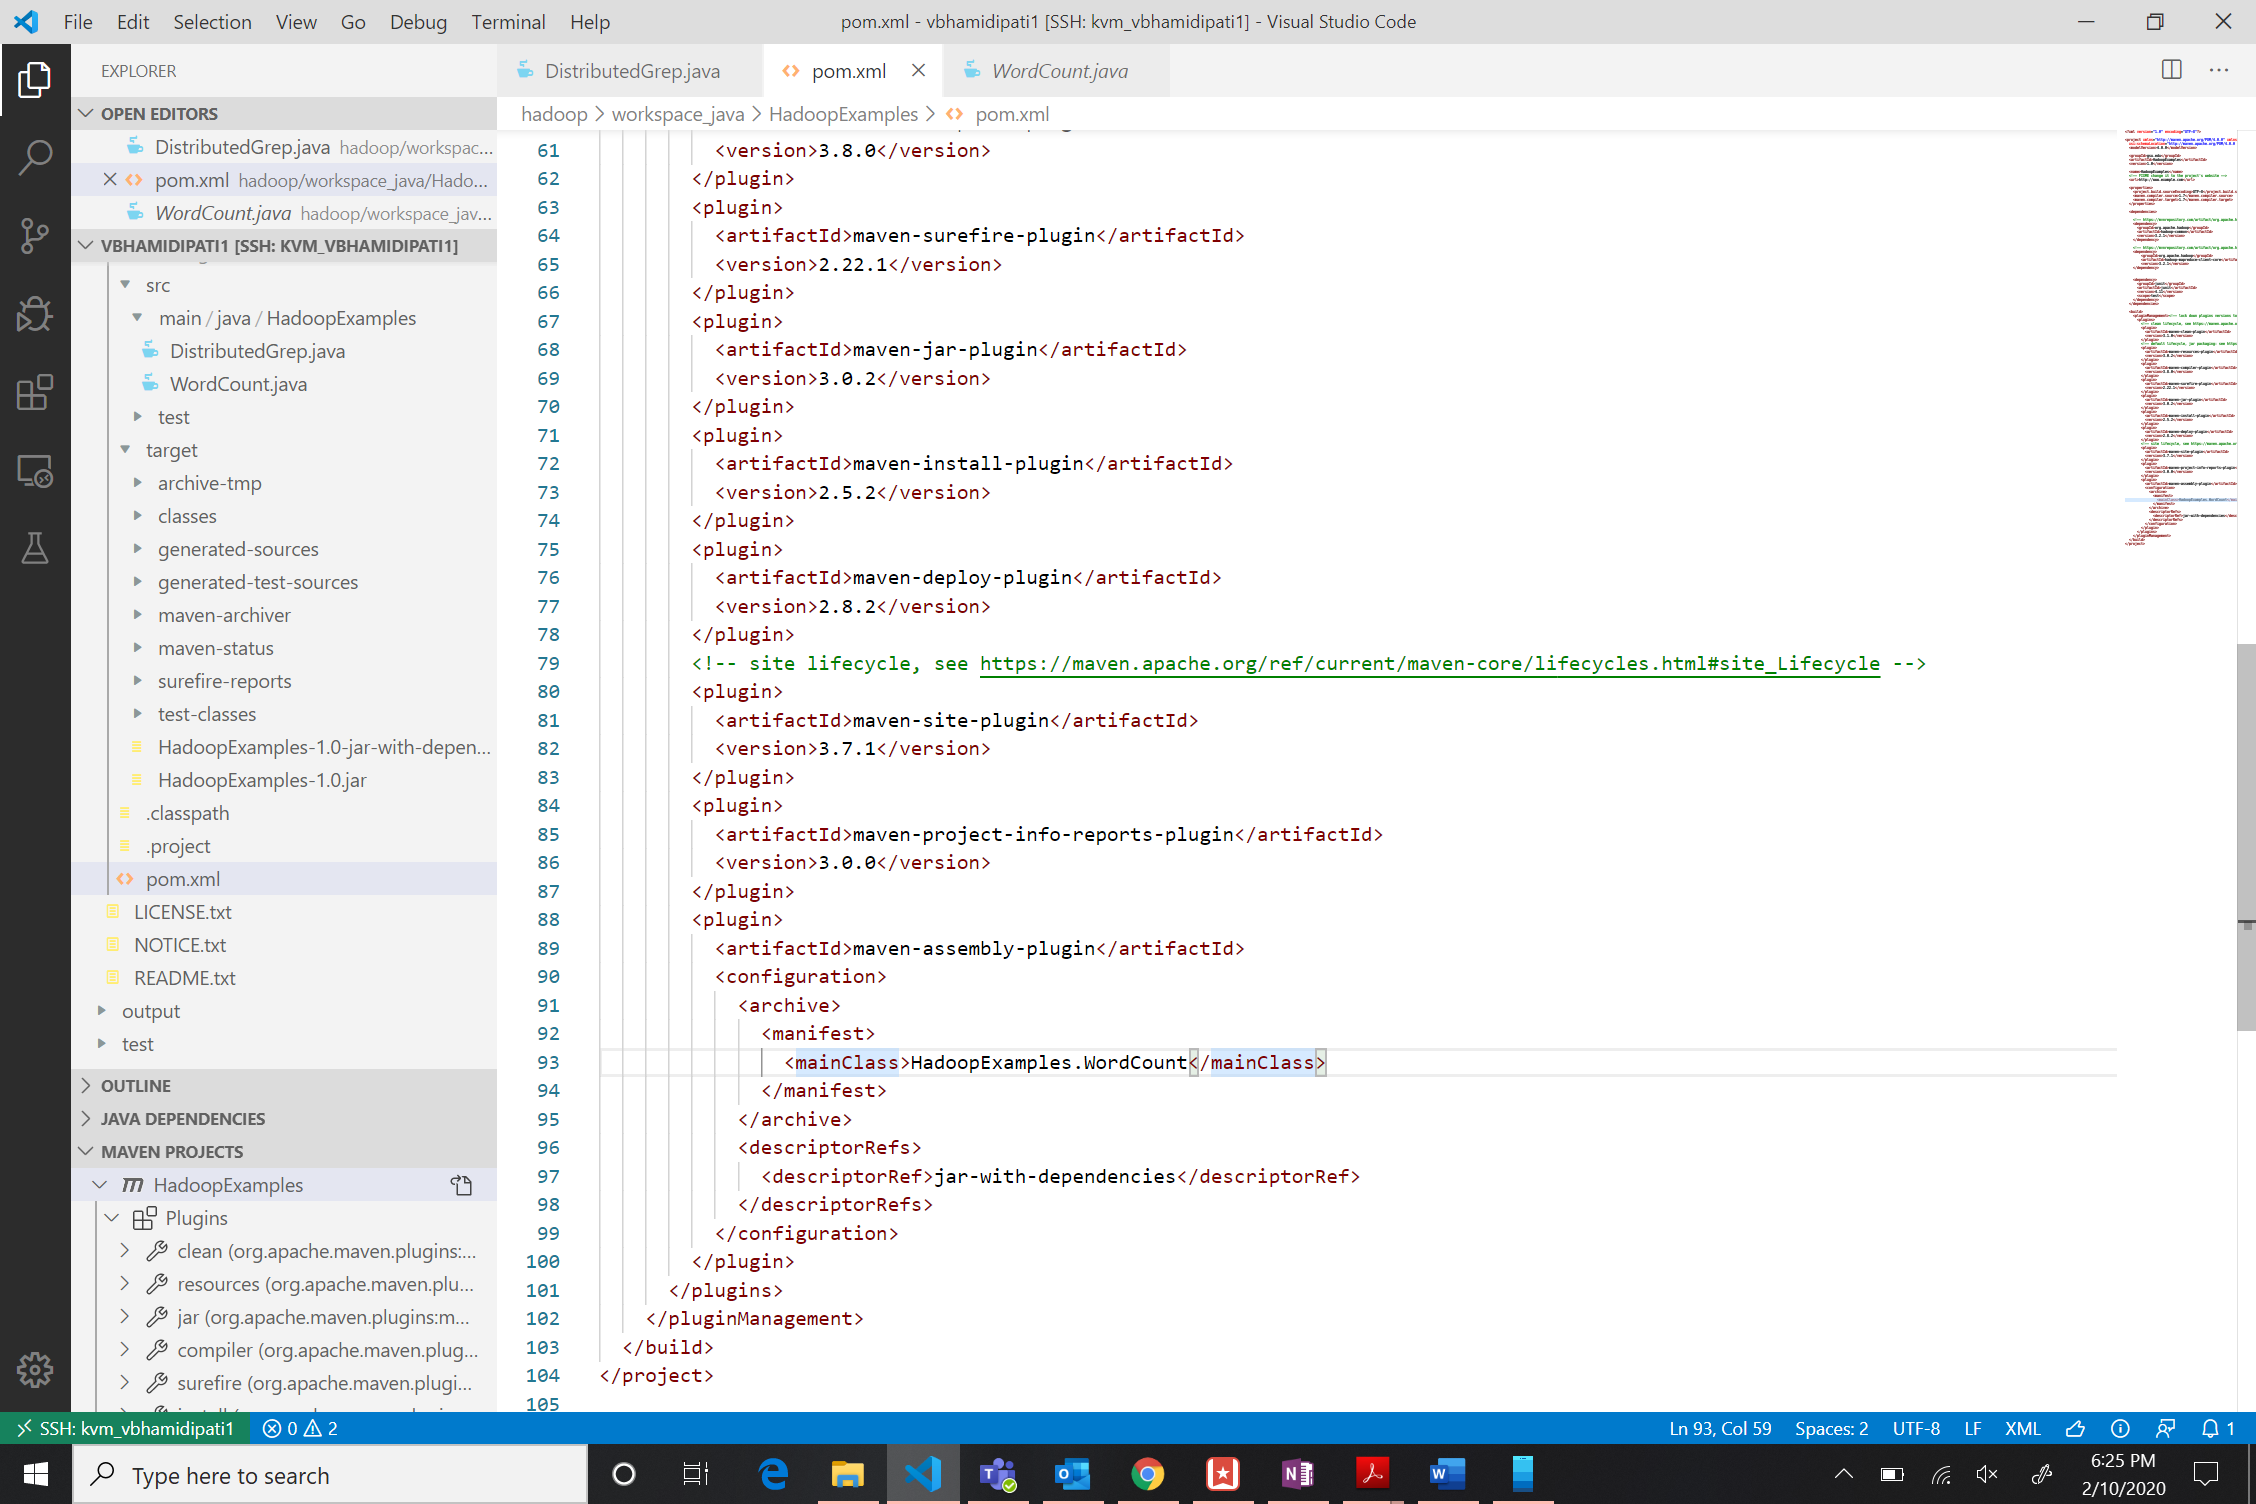 File Edit Selection View Go Debug Terminal Help
pom.xml - vbhamidipati1 [SSH: kvm_vbhamidipati1] - Visual Studio Code
EXPLORER
OPEN EDITORS
DistributedGrep.java hadoop/workspac...
pom.xml hadoop/workspace_java/Hado...
WordCount.java hadoop/workspace_jav...
VBHAMIDIPATI1 [SSH: KVM_VBHAMIDIPATI1]
src
main / java / HadoopExamples
DistributedGrep.java
WordCount.java
test
target
archive-tmp
classes
generated-sources
generated-test-sources
maven-archiver
maven-status
surefire-reports
test-classes
HadoopExamples-1.0-jar-with-depen...
HadoopExamples-1.0.jar
.classpath
.project
pom.xml
LICENSE.txt
NOTICE.txt
README.txt
output
test
OUTLINE
JAVA DEPENDENCIES
MAVEN PROJECTS
HadoopExamples
Plugins
clean (org.apache.maven.plugins:...
resources (org.apache.maven.plu...
jar (org.apache.maven.plugins:m...
compiler (org.apache.maven.plug...
surefire (org.apache.maven.plugi...
DistributedGrep.java
pom.xml
WordCount.java
hadoop > workspace_java > HadoopExamples > pom.xml
61 <version>3.8.0</version>
62 </plugin>
63 <plugin>
64 <artifactId>maven-surefire-plugin</artifactId>
65 <version>2.22.1</version>
66 </plugin>
67 <plugin>
68 <artifactId>maven-jar-plugin</artifactId>
69 <version>3.0.2</version>
70 </plugin>
71 <plugin>
72 <artifactId>maven-install-plugin</artifactId>
73 <version>2.5.2</version>
74 </plugin>
75 <plugin>
76 <artifactId>maven-deploy-plugin</artifactId>
77 <version>2.8.2</version>
78 </plugin>
79 <!-- site lifecycle, see https://maven.apache.org/ref/current/maven-core/lifecycles.html#site_Lifecycle -->
80 <plugin>
81 <artifactId>maven-site-plugin</artifactId>
82 <version>3.7.1</version>
83 </plugin>
84 <plugin>
85 <artifactId>maven-project-info-reports-plugin</artifactId>
86 <version>3.0.0</version>
87 </plugin>
88 <plugin>
89 <artifactId>maven-assembly-plugin</artifactId>
90 <configuration>
91 <archive>
92 <manifest>
93 <mainClass>HadoopExamples.WordCount</mainClass>
94 </manifest>
95 </archive>
96 <descriptorRefs>
97 <descriptorRef>jar-with-dependencies</descriptorRef>
98 </descriptorRefs>
99 </configuration>
100 </plugin>
101 </plugins>
102 </pluginManagement>
103 </build>
104 </project>
105
SSH: kvm_vbhamidipati1 0 2
Ln 93, Col 59 Spaces: 2 UTF-8 LF XML 1
Type here to search
6:25 PM
2/10/2020